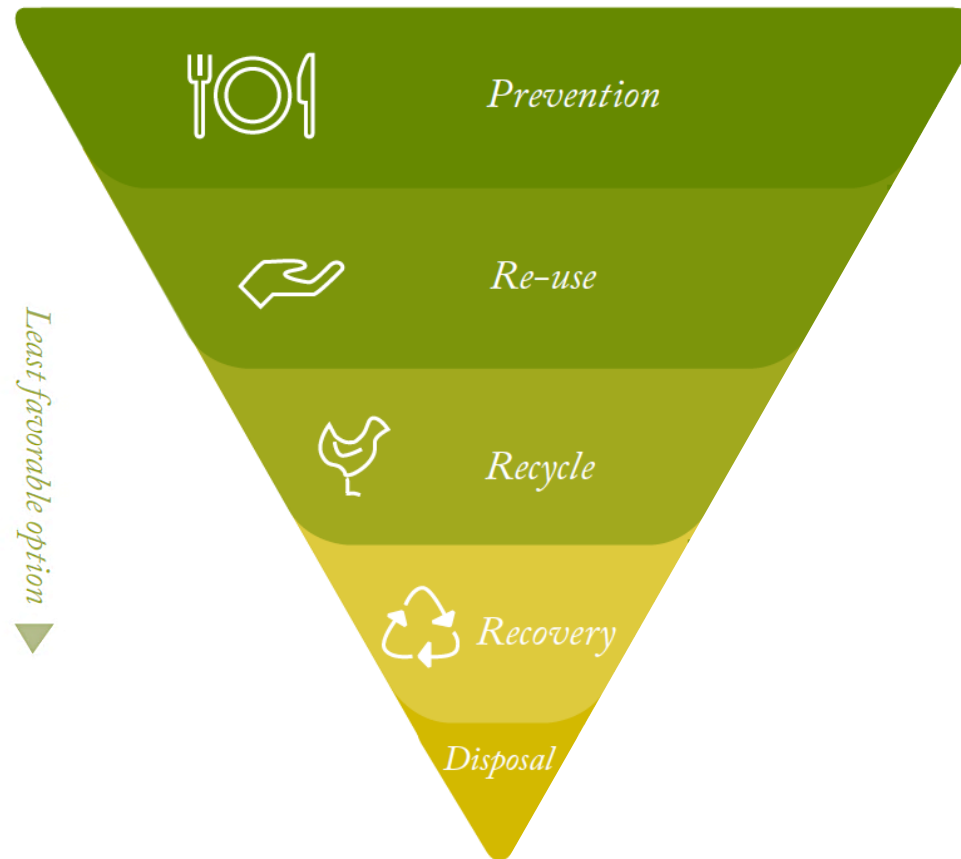 Prevention
Re-use
Recycle
Recovery
Disposal
Least favorable option